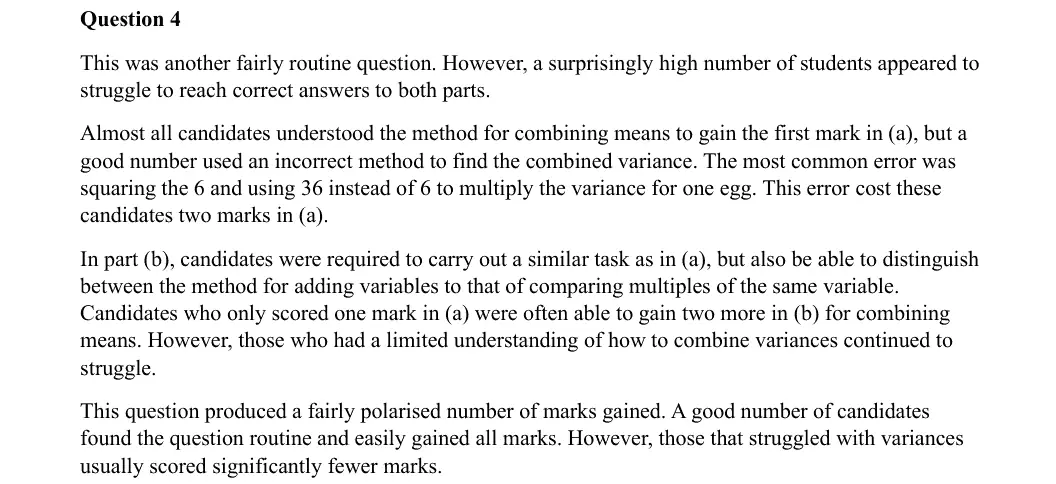 Question 4
This was another fairly routine question. However, a surprisingly high number of students appeared to
struggle to reach correct answers to both parts.
Almost all candidates understood the method for combining means to gain the first mark in (a), but a
good number used an incorrect method to find the combined variance. The most common error was
squaring the 6 and using 36 instead of 6 to multiply the variance for one egg. This error cost these
candidates two marks in (a).
In part (b), candidates were required to carry out a similar task as in (a), but also be able to distinguish
between the method for adding variables to that of comparing multiples of the same variable.
Candidates who only scored one mark in (a) were often able to gain two more in (b) for combining
means. However, those who had a limited understanding of how to combine variances continued to
struggle.
This question produced a fairly polarised number of marks gained. A good number of candidates
found the question routine and easily gained all marks. However, those that struggled with variances
usually scored significantly fewer marks.